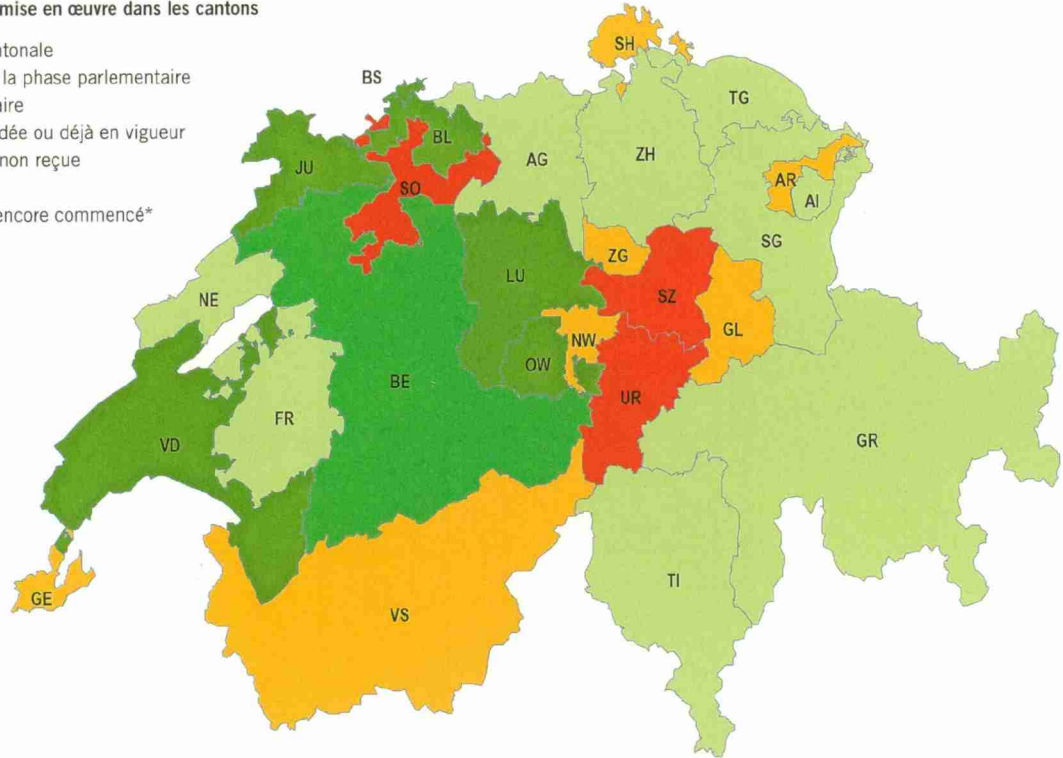 mise en œuvre dans les cantons
la phase parlementaire
aire
dée ou déjà en vigueur
non reçue
encore commencé*
SH
BS
TG
BL
ZH
AG
JU
AR
SO
AI
SG
ZG
LU
NE
SZ
GL
NW
OW
BE
UR
FR
GR
VD
TI
GE
VS